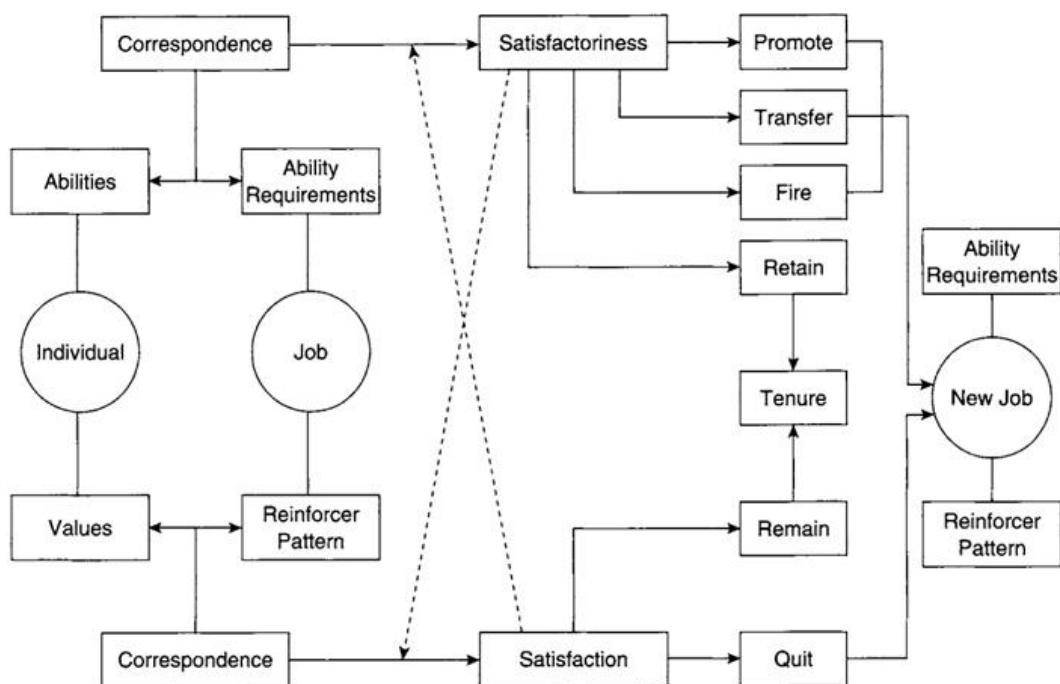 Correspondence
Satisfactoriness
Promote
Transfer
Abilities
Ability
Requirements
Fire
Retain
Ability
Requirements
Individual
Job
Tenure
New Job
Values
Reinforcer
Pattern
Remain
Reinforcer
Pattern
Correspondence
Satisfaction
Quit